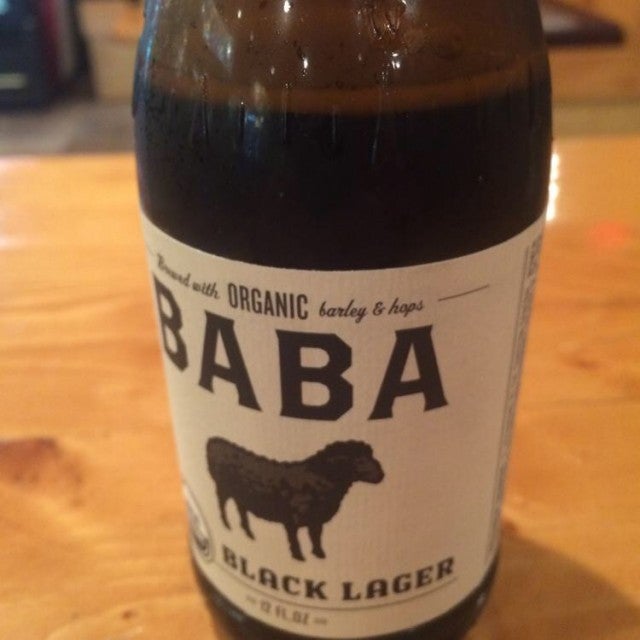 Brewed with ORGANIC barley & hops
BABA
BLACK LAGER
12 FL.OZ